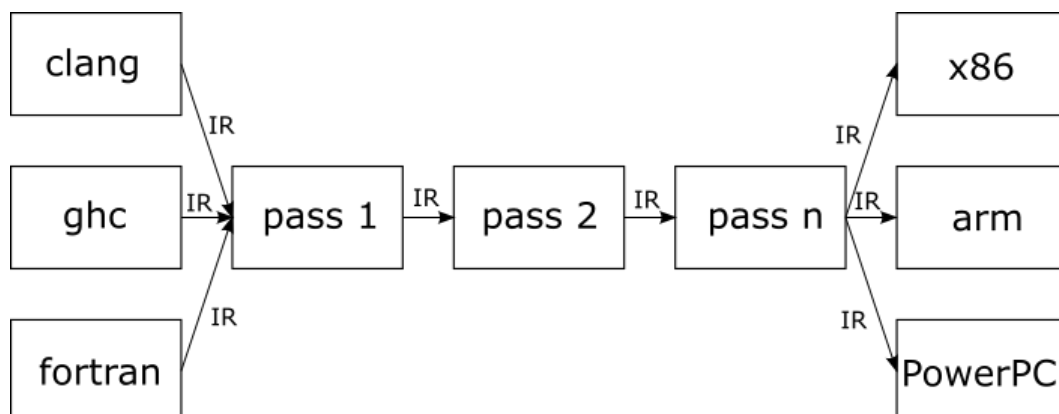 clang
x86
IR
IR
ghc
IR
pass 1
IR
pass 2
IR
pass n
IR
arm
IR
IR
fortran
PowerPC